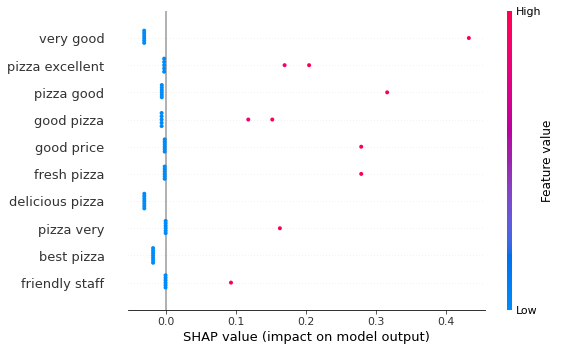 High
very good
pizza excellent
pizza good
good pizza
good price
fresh pizza
delicious pizza
pizza very
best pizza
friendly staff
Feature value
Low
0.0 0.1 0.2 0.3 0.4
SHAP value (impact on model output)